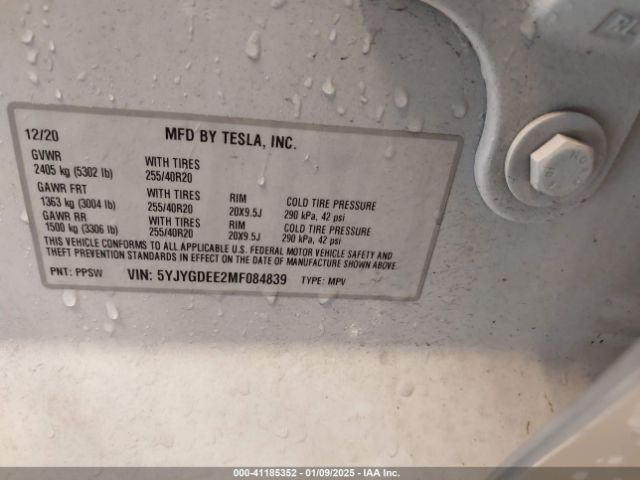 RL
12/20 MFD BY TESLA, INC.
GVWR WITH TIRES
2405 kg (5302 lb) 255/40R20
GAWR FRT WITH TIRES RIM COLD TIRE PRESSURE
1363 kg (3004 lb) 255/40R20 20X9.5J 290 kPa, 42 psi
GAWR RR WITH TIRES RIM COLD TIRE PRESSURE
1500 kg (3306 lb) 255/40R20 20X9.5J 290 kPa, 42 psi
THIS VEHICLE CONFORMS TO ALL APPLICABLE U.S. FEDERAL MOTOR VEHICLE SAFETY AND
THEFT PREVENTION STANDARDS IN EFFECT ON THE DATE OF MANUFACTURE SHOWN ABOVE.
PNT: PPSW VIN: 5YJYGDEE2MF084839 TYPE: MPV
000-41185352 - 01/09/2025 - IAAI Inc.